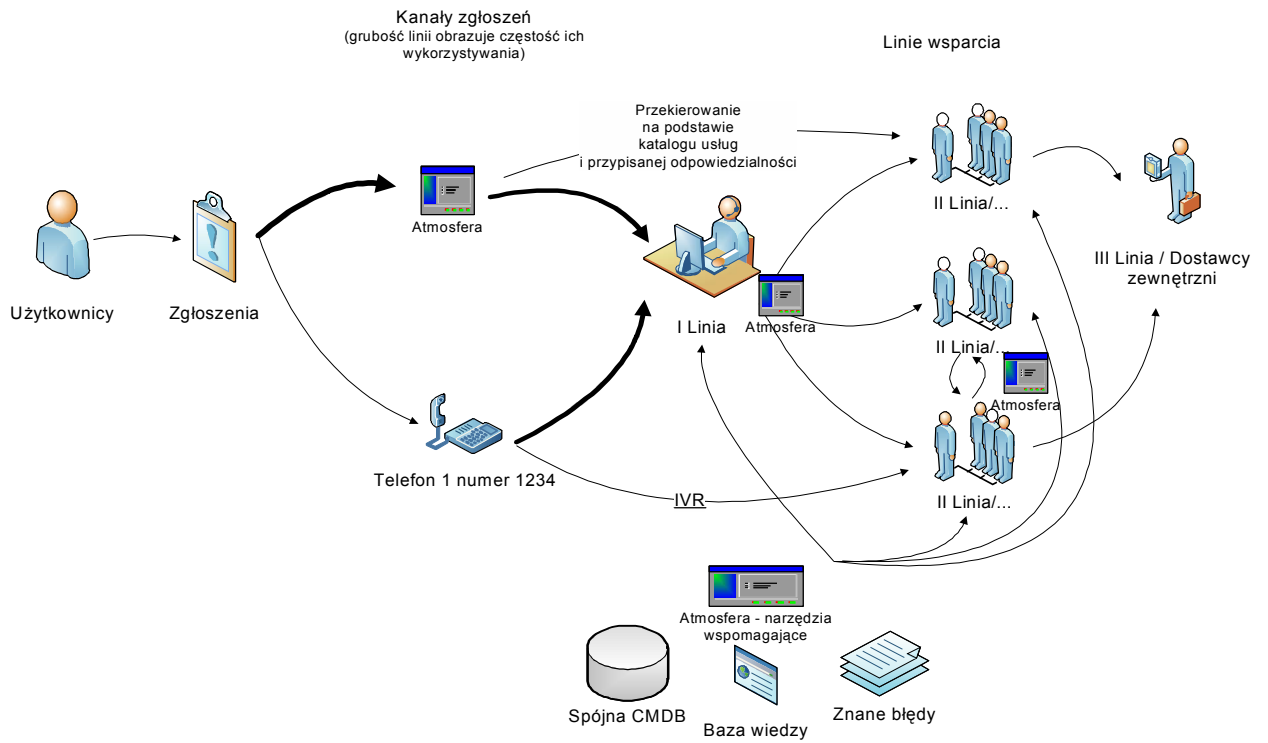 Kanały zgłoszeń
(grubość linii obrazuje częstość ich
wykorzystywania)
Linie wsparcia
Przekierowanie
na podstawie
katalogu usług
i przypisanej odpowiedzialności
Atmosfera
II Linia/...
Użytkownicy
Zgłoszenia
I Linia
Atmosfera
III Linia / Dostawcy
zewnętrzni
II Linia/...
Atmosfera
Telefon 1 numer 1234
IVR
II Linia/...
Atmosfera - narzędzia
wspomagające
Spójna CMDB
Baza wiedzy
Znane błędy